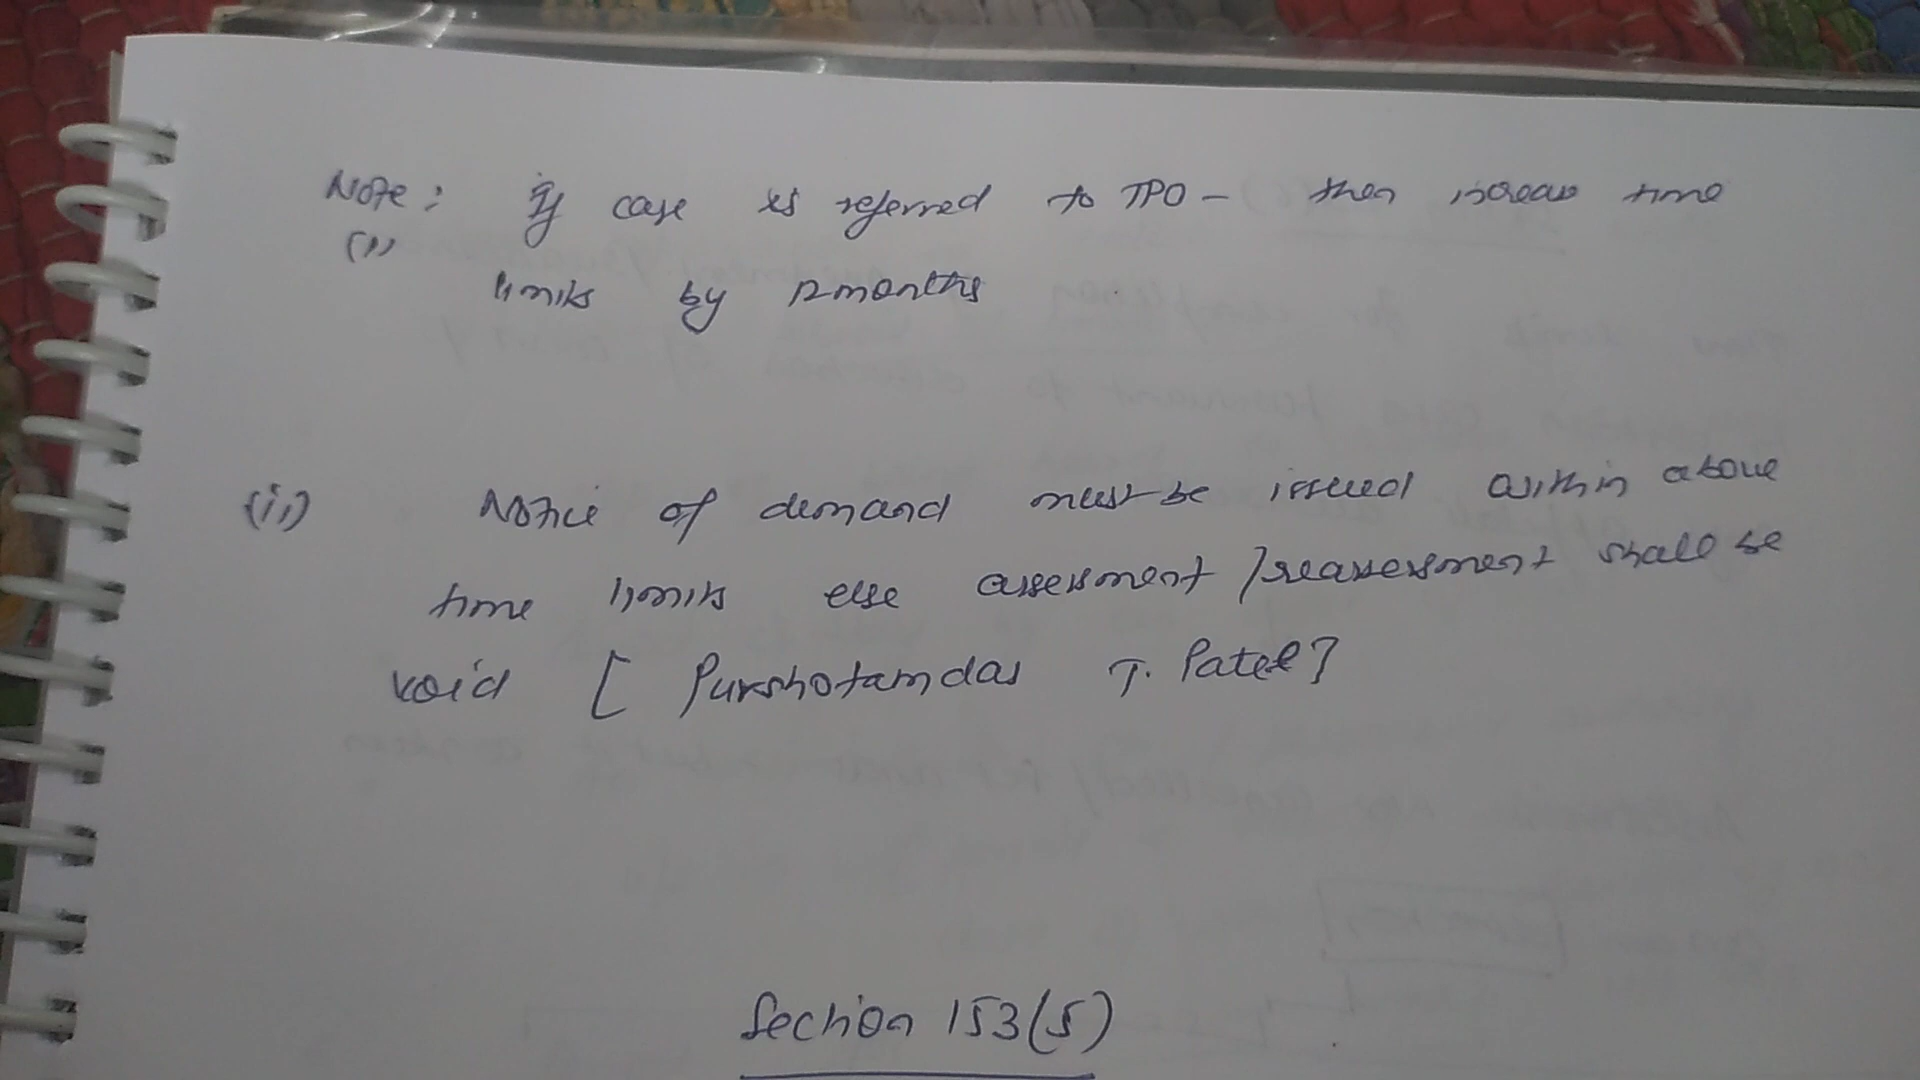 Note: If case is referred to TPO - then increase time
(i)
limits by 12 months
(ii) Notice of demand must be issued within above
time limits else assessment / reassessment shall be
void [ Purshotamdas T. Patel ]
Section 153(5)